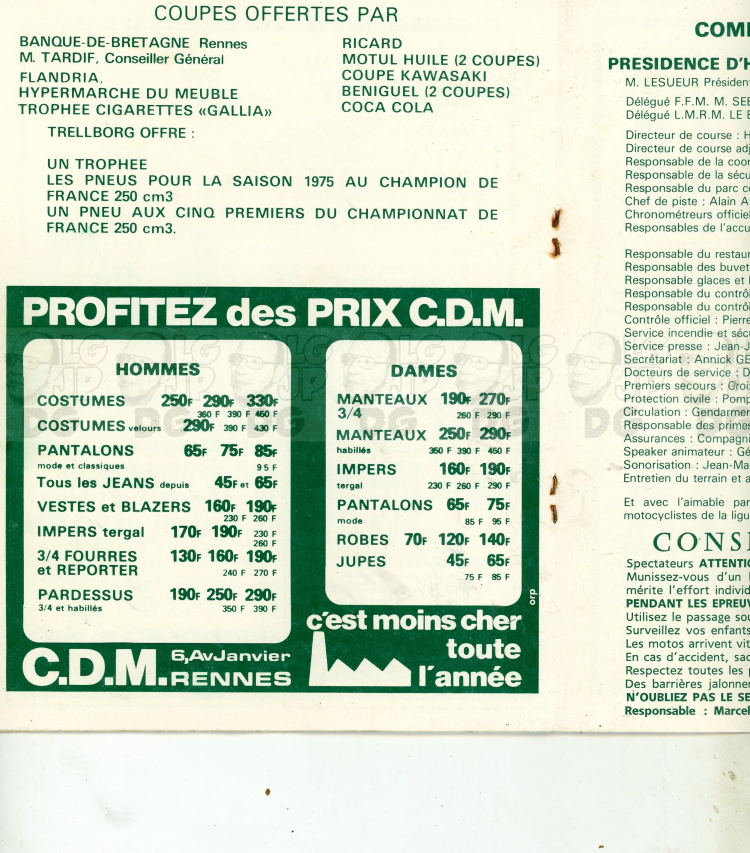 COUPES OFFERTES PAR
BANQUE-DE-BRETAGNE Rennes
M. TARDIF, Conseiller Général
FLANDRIA,
HYPERMARCHE DU MEUBLE
TROPHEE CIGARETTES «GALLIA»
RICARD
MOTUL HUILE (2 COUPES)
COUPE KAWASAKI
BENIGUEL (2 COUPES)
COCA COLA
TRELLBORG OFFRE :
UN TROPHEE
LES PNEUS POUR LA SAISON 1975 AU CHAMPION DE
FRANCE 250 cm3
UN PNEU AUX CINQ PREMIERS DU CHAMPIONNAT DE
FRANCE 250 cm3.
PROFITEZ des PRIX C.D.M.
HOMMES
COSTUMES 250F 290F 330F
360 F 390 F 450 F
COSTUMES velours 290F 390 F 430 F
PANTALONS 65F 75F 85F
mode et classiques 95 F
Tous les JEANS depuis 45F et 65F
VESTES et BLAZERS 160F 190F
230 F 260 F
IMPERS tergal 170F 190F 230 F
260 F
3/4 FOURRES 130F 160F 190F
et REPORTER 240 F 270 F
PARDESSUS 190F 250F 290F
3/4 et habillés 350 F 390 F
DAMES
MANTEAUX 190F 270F
3/4 260 F 290 F
MANTEAUX 250F 290F
habillés 350 F 390 F 450 F
IMPERS 160F 190F
tergal 230 F 260 F 290 F
PANTALONS 65F 75F
mode 85 F 95 F
ROBES 70F 120F 140F
JUPES 45F 65F
75 F 85 F
orp
c'est moins cher
toute
l'année
C.D.M. 6,Av Janvier
RENNES
COM
PRESIDENCE D'H
M. LESUEUR Président
Délégué F.F.M. M. SEE
Délégué L.M.R.M. LE
Directeur de course : H
Directeur de course adj
Responsable de la coor
Responsable de la sécu
Responsable du parc c
Chef de piste : Alain A
Chronométreurs officiel
Responsables de l'accu
Responsable du restaur
Responsable des buvet
Responsable glaces et
Responsable du contrôl
Responsable du contrôl
Contrôle officiel : Pierre
Service incendie et sécu
Service presse : Jean-J
Secrétariat : Annick GE
Docteurs de service : D
Premiers secours : Groi
Protection civile : Pomp
Circulation : Gendarmer
Responsable des primes
Assurances : Compagni
Speaker animateur : Gé
Sonorisation : Jean-Ma
Entretien du terrain et a
Et avec l'aimable par
motocyclistes de la ligu
CONS
Spectateurs ATTENTIO
Munissez-vous d'un
mérite l'effort individ
PENDANT LES EPREUV
Utilisez le passage sou
Surveillez vos enfants
Les motos arrivent vit
En cas d'accident, sac
Respectez toutes les
Des barrières jalonne
N'OUBLIEZ PAS LE SE
Responsable : Marcel